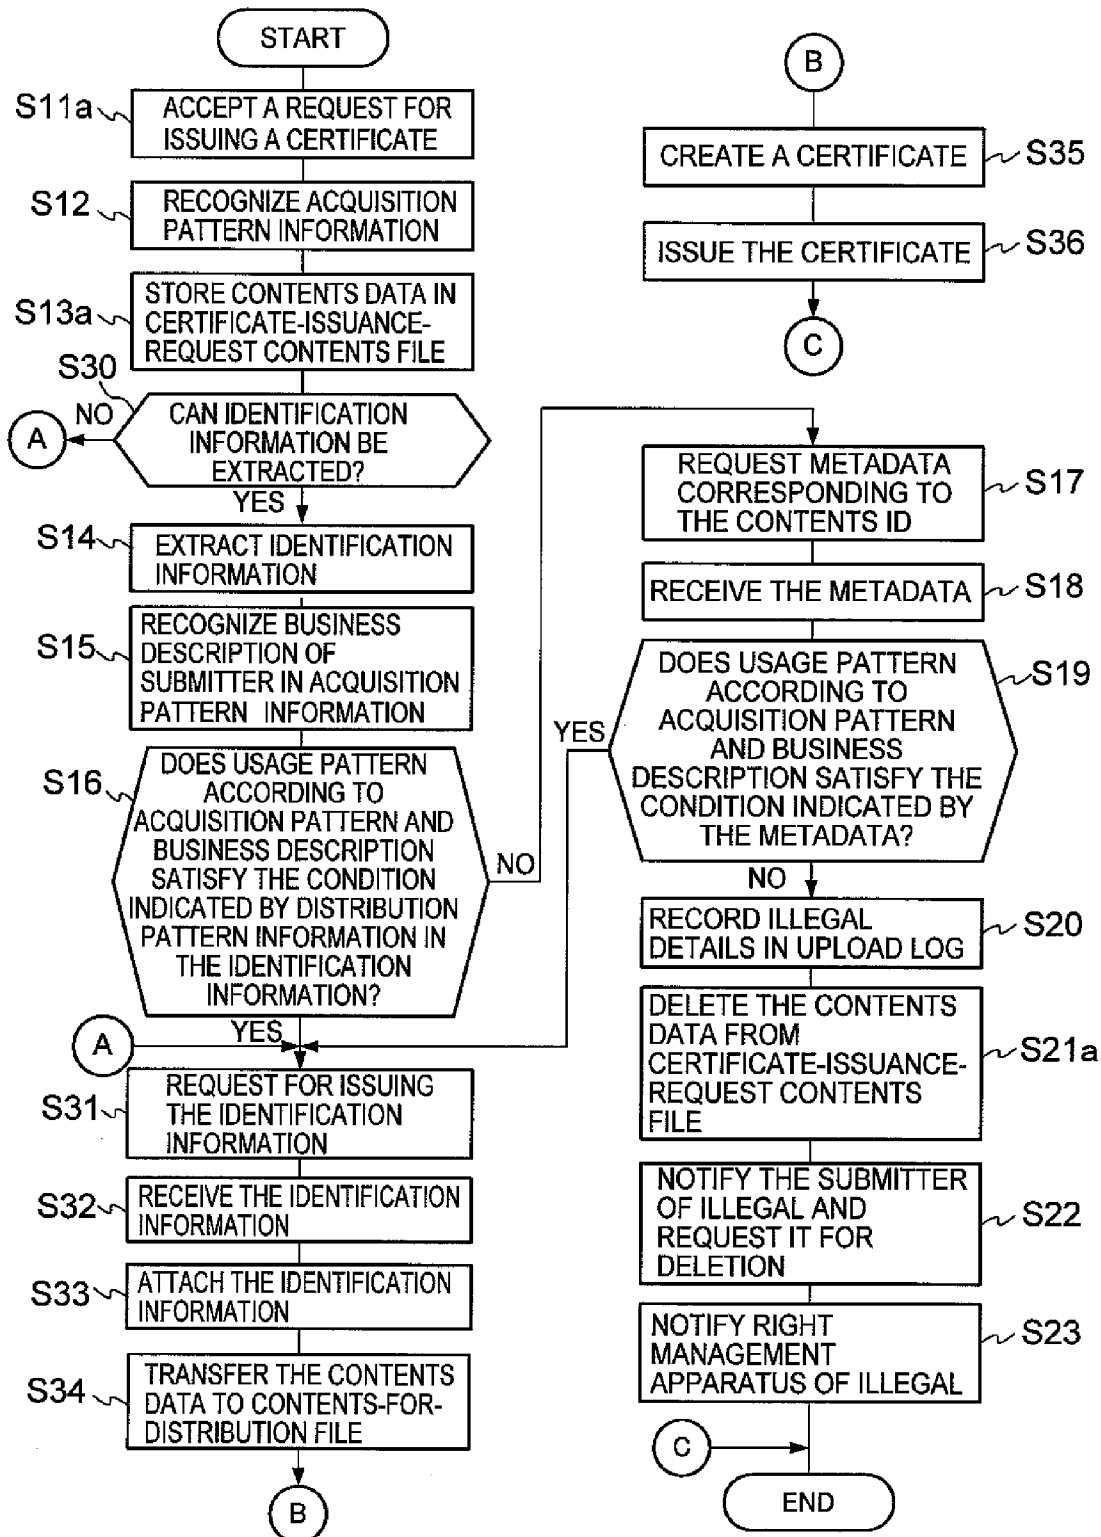 START
S11a
ACCEPT A REQUEST FOR
ISSUING A CERTIFICATE
S12
RECOGNIZE ACQUISITION
PATTERN INFORMATION
S13a
STORE CONTENTS DATA IN
CERTIFICATE-ISSUANCE-
REQUEST CONTENTS FILE
S30
NO
A
CAN IDENTIFICATION
INFORMATION BE
EXTRACTED?
YES
S14
EXTRACT IDENTIFICATION
INFORMATION
S15
RECOGNIZE BUSINESS
DESCRIPTION OF
SUBMITTER IN ACQUISITION
PATTERN INFORMATION
S16
DOES USAGE PATTERN
ACCORDING TO
ACQUISITION PATTERN AND
BUSINESS DESCRIPTION
SATISFY THE CONDITION
INDICATED BY DISTRIBUTION
PATTERN INFORMATION IN
THE IDENTIFICATION
INFORMATION?
NO
YES
A
S31
REQUEST FOR ISSUING
THE IDENTIFICATION
INFORMATION
S32
RECEIVE THE IDENTIFICATION
INFORMATION
S33
ATTACH THE IDENTIFICATION
INFORMATION
S34
TRANSFER THE CONTENTS
DATA TO CONTENTS-FOR-
DISTRIBUTION FILE
B
B
CREATE A CERTIFICATE
S35
ISSUE THE CERTIFICATE
S36
C
REQUEST METADATA
CORRESPONDING TO
THE CONTENTS ID
S17
RECEIVE THE METADATA
S18
DOES USAGE PATTERN
ACCORDING TO
ACQUISITION PATTERN
AND BUSINESS
DESCRIPTION SATISFY THE
CONDITION INDICATED BY
THE METADATA?
S19
YES
NO
RECORD ILLEGAL
DETAILS IN UPLOAD LOG
S20
DELETE THE CONTENTS
DATA FROM
CERTIFICATE-ISSUANCE-
REQUEST CONTENTS
FILE
S21a
NOTIFY THE SUBMITTER
OF ILLEGAL AND
REQUEST IT FOR
DELETION
S22
NOTIFY RIGHT
MANAGEMENT
APPARATUS OF ILLEGAL
S23
C
END